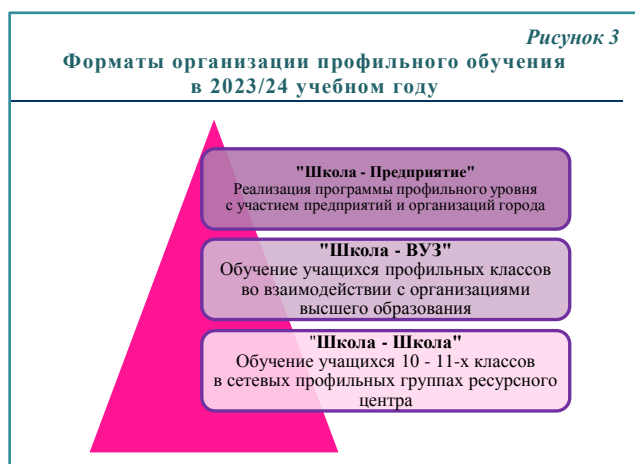 Рисунок 3
Форматы организации профильного обучения
в 2023/24 учебном году
"Школа - Предприятие"
Реализация программы профильного уровня
с участием предприятий и организаций города
"Школа - ВУЗ"
Обучение учащихся профильных классов
во взаимодействии с организациями
высшего образования
"Школа - Школа"
Обучение учащихся 10 - 11-х классов
в сетевых профильных группах ресурсного
центра